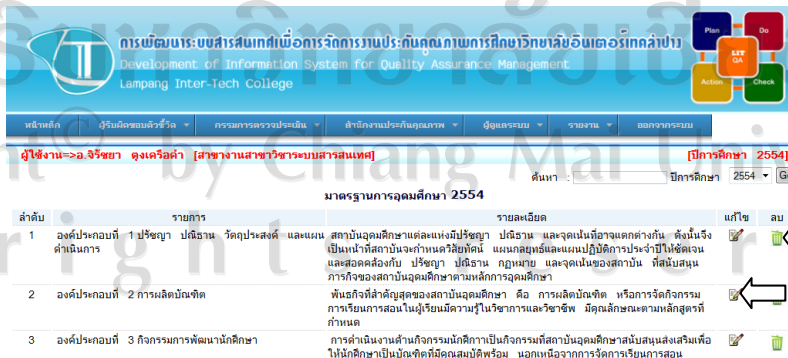 การพัฒนาระบบสารสนเทศเพื่อการจัดการงานประกันคุณภาพการศึกษาวิทยาลัยอินเตอร์เทคลำปาง
Development of Information System for Quality Assurance Management
Lampang Inter-Tech College
Plan
Do
LIT
QA
Action
Check
หน้าหลัก ผู้รับผิดชอบตัวชี้วัด กรรมการตรวจประเมิน สำนักงานประกันคุณภาพ ผู้ดูแลระบบ รายงาน ออกจากระบบ
ผู้ใช้งาน=>อ.จิรัชยา ตุงเครือคำ [สาขางานสาขาวิชาระบบสารสนเทศ] [ปีการศึกษา 2554]
ค้นหา : ปีการศึกษา 2554
มาตรฐานการอุดมศึกษา 2554
ลำดับ รายการ รายละเอียด แก้ไข ลบ
1 องค์ประกอบที่ 1 ปรัชญา ปณิธาน วัตถุประสงค์ และแผน สถาบันอุดมศึกษาแต่ละแห่งมีปรัชญา ปณิธาน และจุดเน้นที่อาจแตกต่างกัน ดังนั้นจึง
ดำเนินการ เป็นหน้าที่สถาบันจะกำหนดวิสัยทัศน์ แผนกลยุทธ์และแผนปฏิบัติการประจำปีให้ชัดเจน
และสอดคล้องกับ ปรัชญา ปณิธาน กฎหมาย และจุดเน้นของสถาบัน ที่สนับสนุน
ภารกิจของสถาบันอุดมศึกษาตามหลักการอุดมศึกษา
2 องค์ประกอบที่ 2 การผลิตบัณฑิต พันธกิจที่สำคัญสุดของสถาบันอุดมศึกษา คือ การผลิตบัณฑิต หรือการจัดกิจกรรม
การเรียนการสอนในผู้เรียนมีความรู้ในวิชาการและวิชาชีพ มีคุณลักษณะตามหลักสูตรที่
กำหนด
3 องค์ประกอบที่ 3 กิจกรรมการพัฒนานักศึกษา การดำเนินงานด้านกิจกรรมนักศึกาาเป็นกิจกรรมที่สถาบันอุดมศึกษาสนับสนุนส่งเสริมเพื่อ
ให้นักศึกษาเป็นบัณฑิตที่มีคุณสมบัติพร้อม นอกเหนือจากการจัดการเรียนการสอน